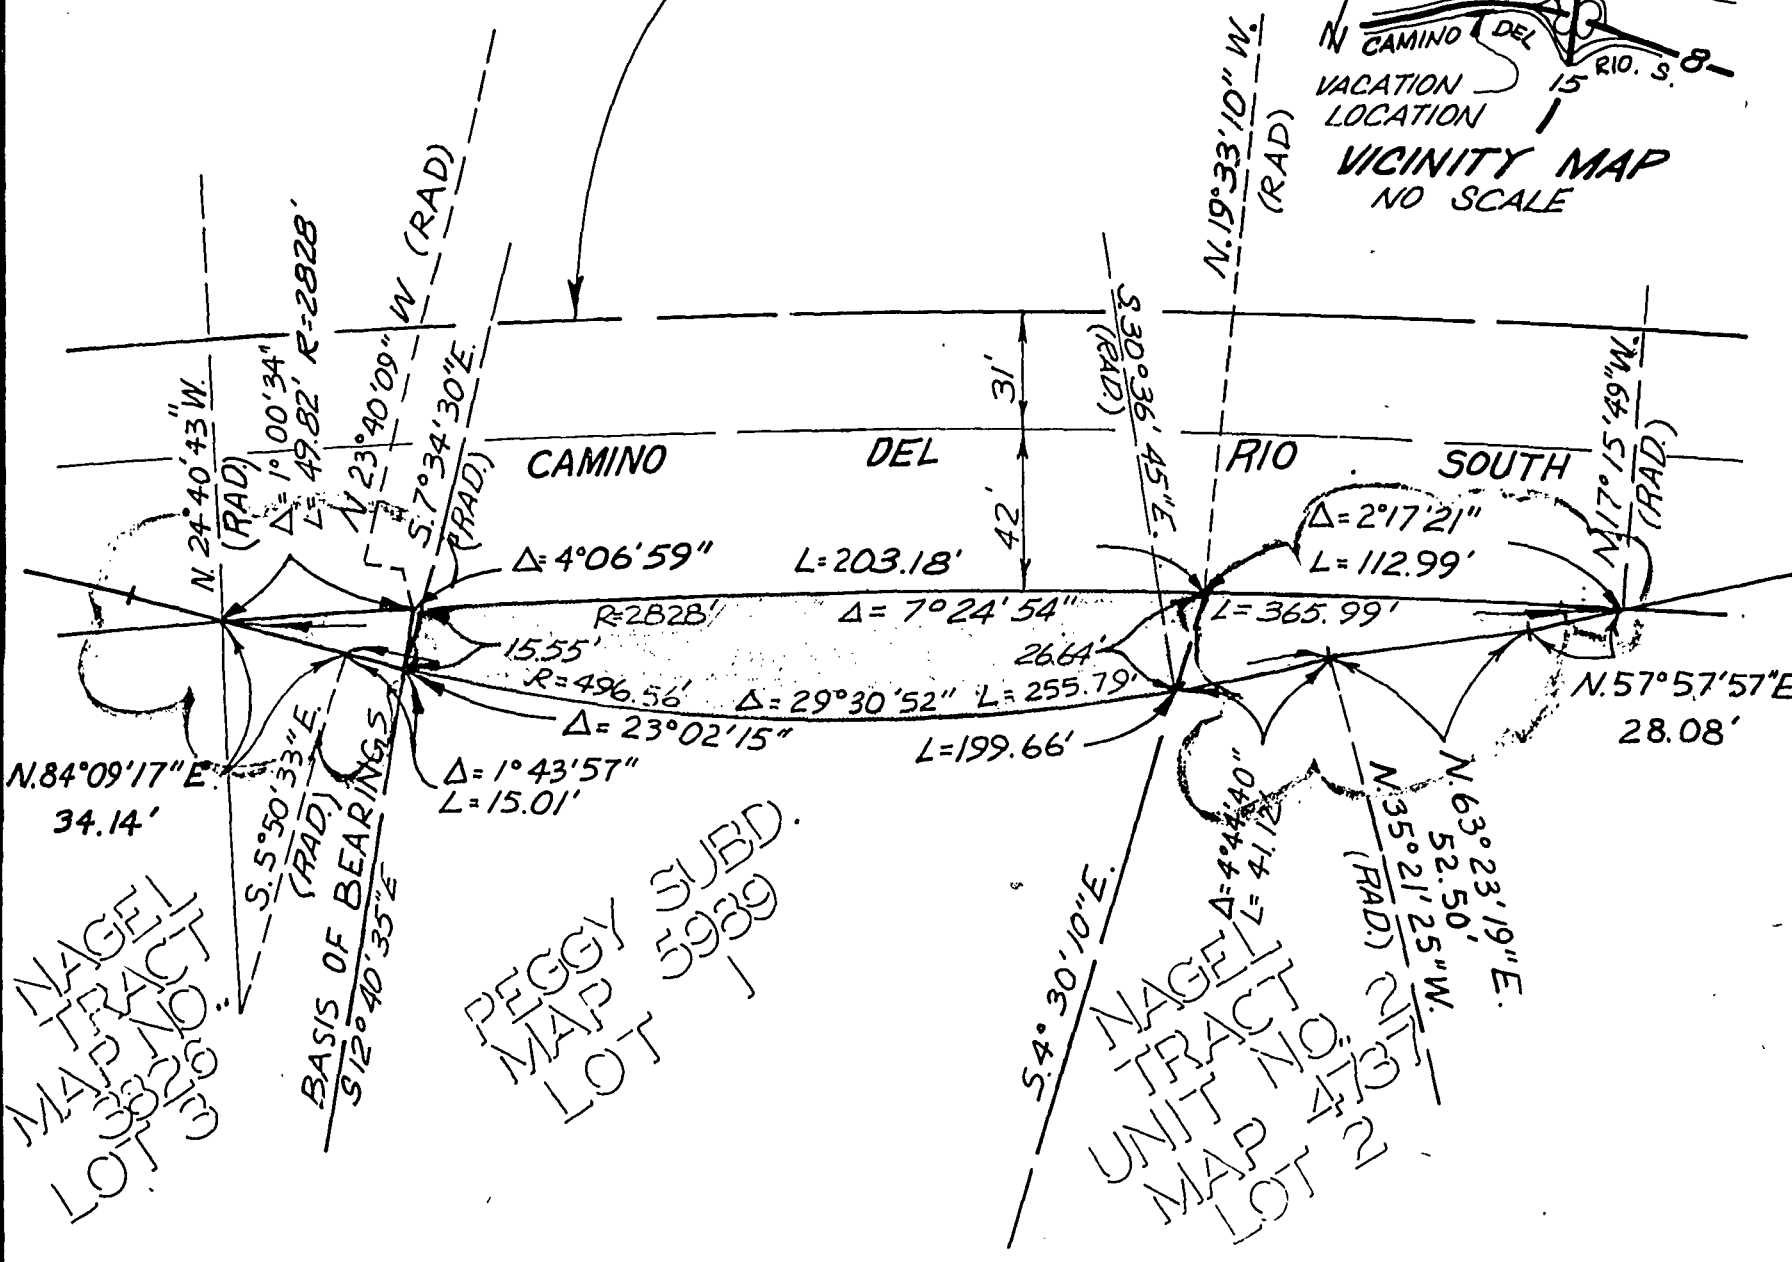 N CAMINO DEL
RIO. S. 8
VACATION 15
LOCATION
VICINITY MAP
NO SCALE
N.19°33'10" W.
(RAD)
N 23°40'09" W (RAD)
Δ=1°00'34"
L=49.82' R=2828'
N. 24°40'43" W.
(RAD.)
S.7°34'30"E.
(RAD.)
31'
42'
S.30°36'45"E.
(RAD.)
N.17°15'49"W.
(RAD.)
CAMINO DEL RIO SOUTH
Δ=2°17'21"
L=112.99'
Δ=4°06'59" L=203.18'
R=2828' Δ= 7°24'54" L=365.99'
15.55' 26.64'
R=496.56' Δ=29°30'52" L=255.79'
Δ=23°02'15" L=199.66'
N.57°57'57"E
28.08'
N.84°09'17"E.
34.14'
Δ=1°43'57"
L=15.01'
S.5°50'33"E.
(RAD.)
BASIS OF BEARINGS
S12°40'35"E
S.4°30'10"E.
Δ=4°44'40"
L=41.12'
N.63°23'19"E.
52.50'
N.35°21'25"W.
(RAD.)
NAGEL
TRACT
MAP NO.
3826
LOT 3
PEGGY SUBD.
MAP 5989
LOT 1
NAGEL
TRACT
UNIT NO. 2
MAP 4737
LOT 2